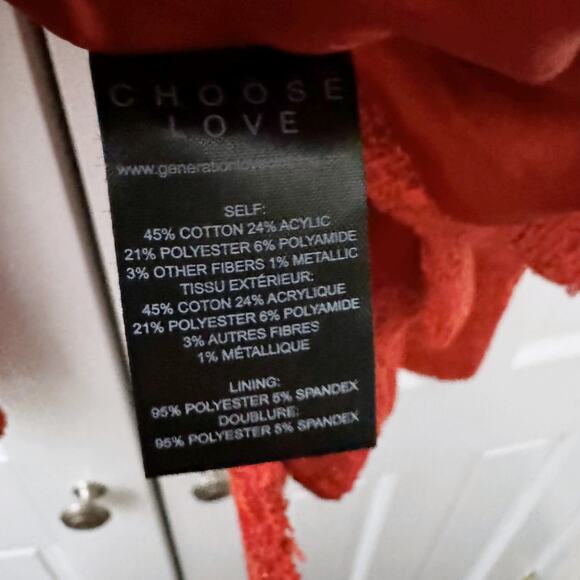 CHOOSE
LOVE
SELF:
45% COTTON 24% ACYLIC
21% POLYESTER 6% POLYAMIDE
3% OTHER FIBERS 1% METALLIC
TISSU EXTÉRIEUR:
45% COTON 24% ACRYLIQUE
21% POLYESTER 6% POLYAMIDE
3% AUTRES FIBRES
1% MÉTALLIQUE
LINING:
95% POLYESTER 5% SPANDEX
DOUBLURE:
95% POLYESTER 5% SPANDEX